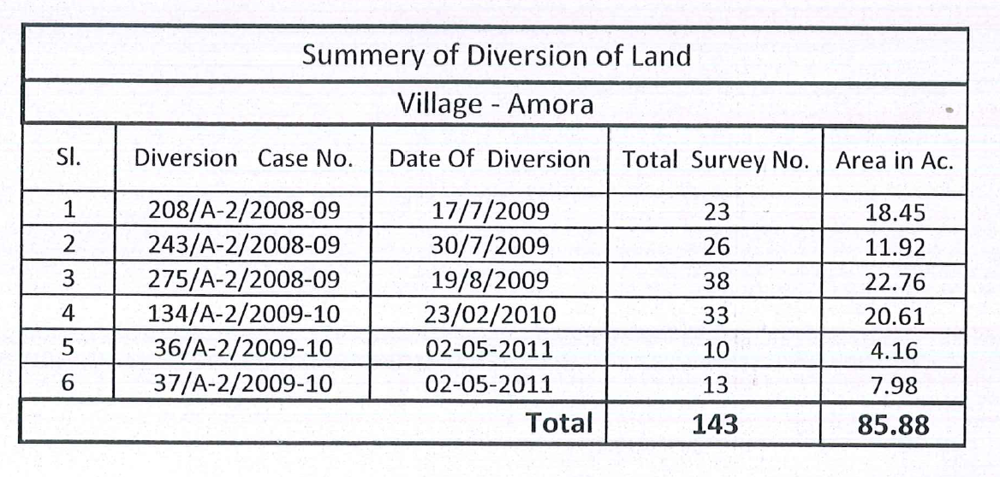 Summery of Diversion of Land
Village - Amora
Sl. Diversion Case No. Date Of Diversion Total Survey No. Area in Ac.
1 208/A-2/2008-09 17/7/2009 23 18.45
2 243/A-2/2008-09 30/7/2009 26 11.92
3 275/A-2/2008-09 19/8/2009 38 22.76
4 134/A-2/2009-10 23/02/2010 33 20.61
5 36/A-2/2009-10 02-05-2011 10 4.16
6 37/A-2/2009-10 02-05-2011 13 7.98
Total 143 85.88